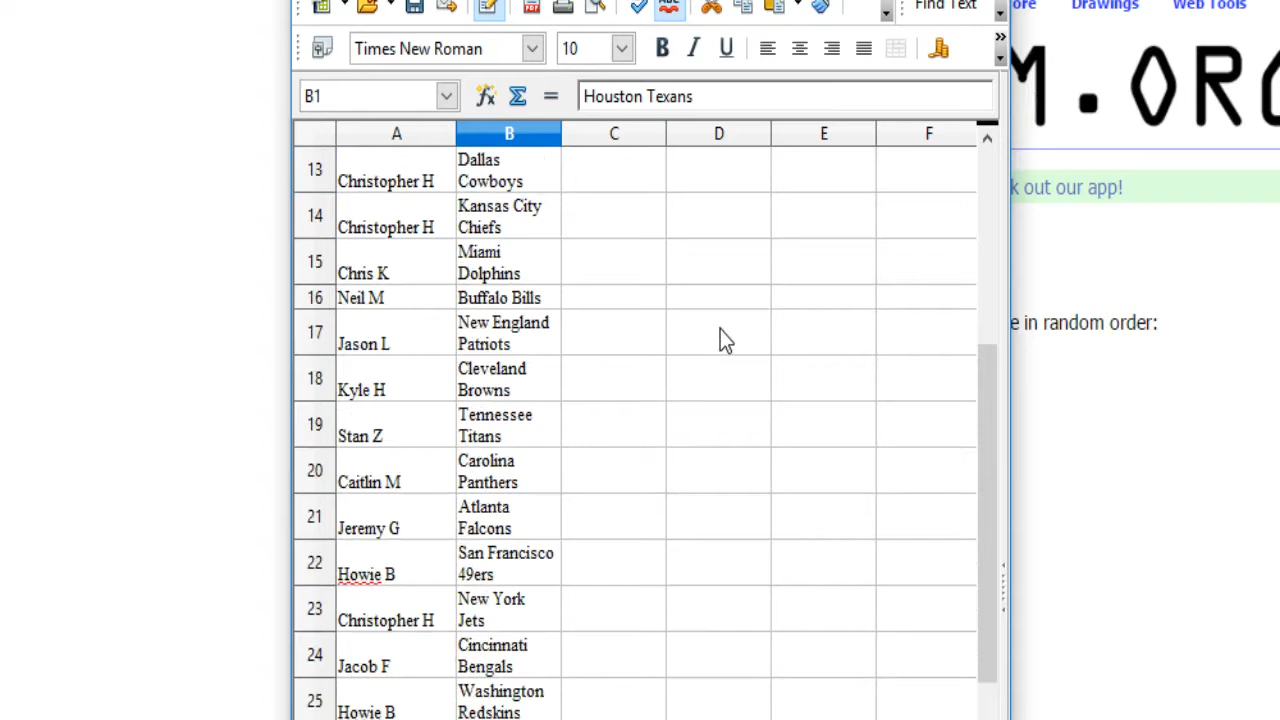 Find Text
ore Drawings Web Tools
Times New Roman 10 B I U
M.ORG
B1 fx Σ = Houston Texans
A B C D E F
k out our app!
e in random order:
13 Christopher H Dallas
Cowboys
14 Christopher H Kansas City
Chiefs
15 Chris K Miami
Dolphins
16 Neil M Buffalo Bills
17 Jason L New England
Patriots
18 Kyle H Cleveland
Browns
19 Stan Z Tennessee
Titans
20 Caitlin M Carolina
Panthers
21 Jeremy G Atlanta
Falcons
22 Howie B San Francisco
49ers
23 Christopher H New York
Jets
24 Jacob F Cincinnati
Bengals
25 Howie B Washington
Redskins